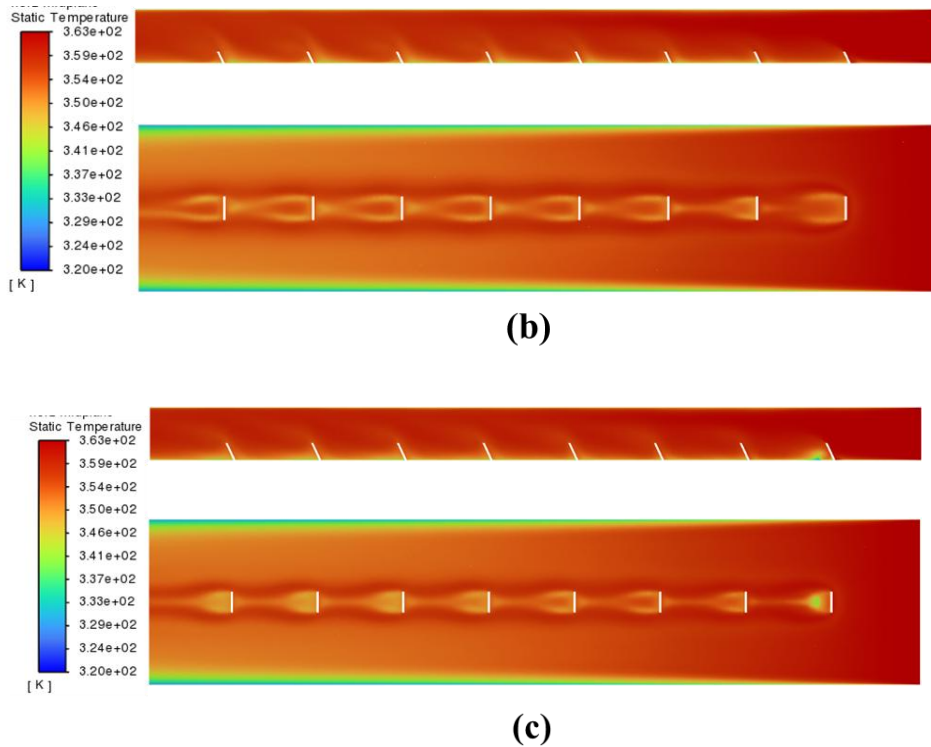 Static Temperature
3.63e+02
3.59e+02
3.54e+02
3.50e+02
3.46e+02
3.41e+02
3.37e+02
3.33e+02
3.29e+02
3.24e+02
3.20e+02
[ K ]
(b)
Static Temperature
3.63e+02
3.59e+02
3.54e+02
3.50e+02
3.46e+02
3.41e+02
3.37e+02
3.33e+02
3.29e+02
3.24e+02
3.20e+02
[ K ]
(c)